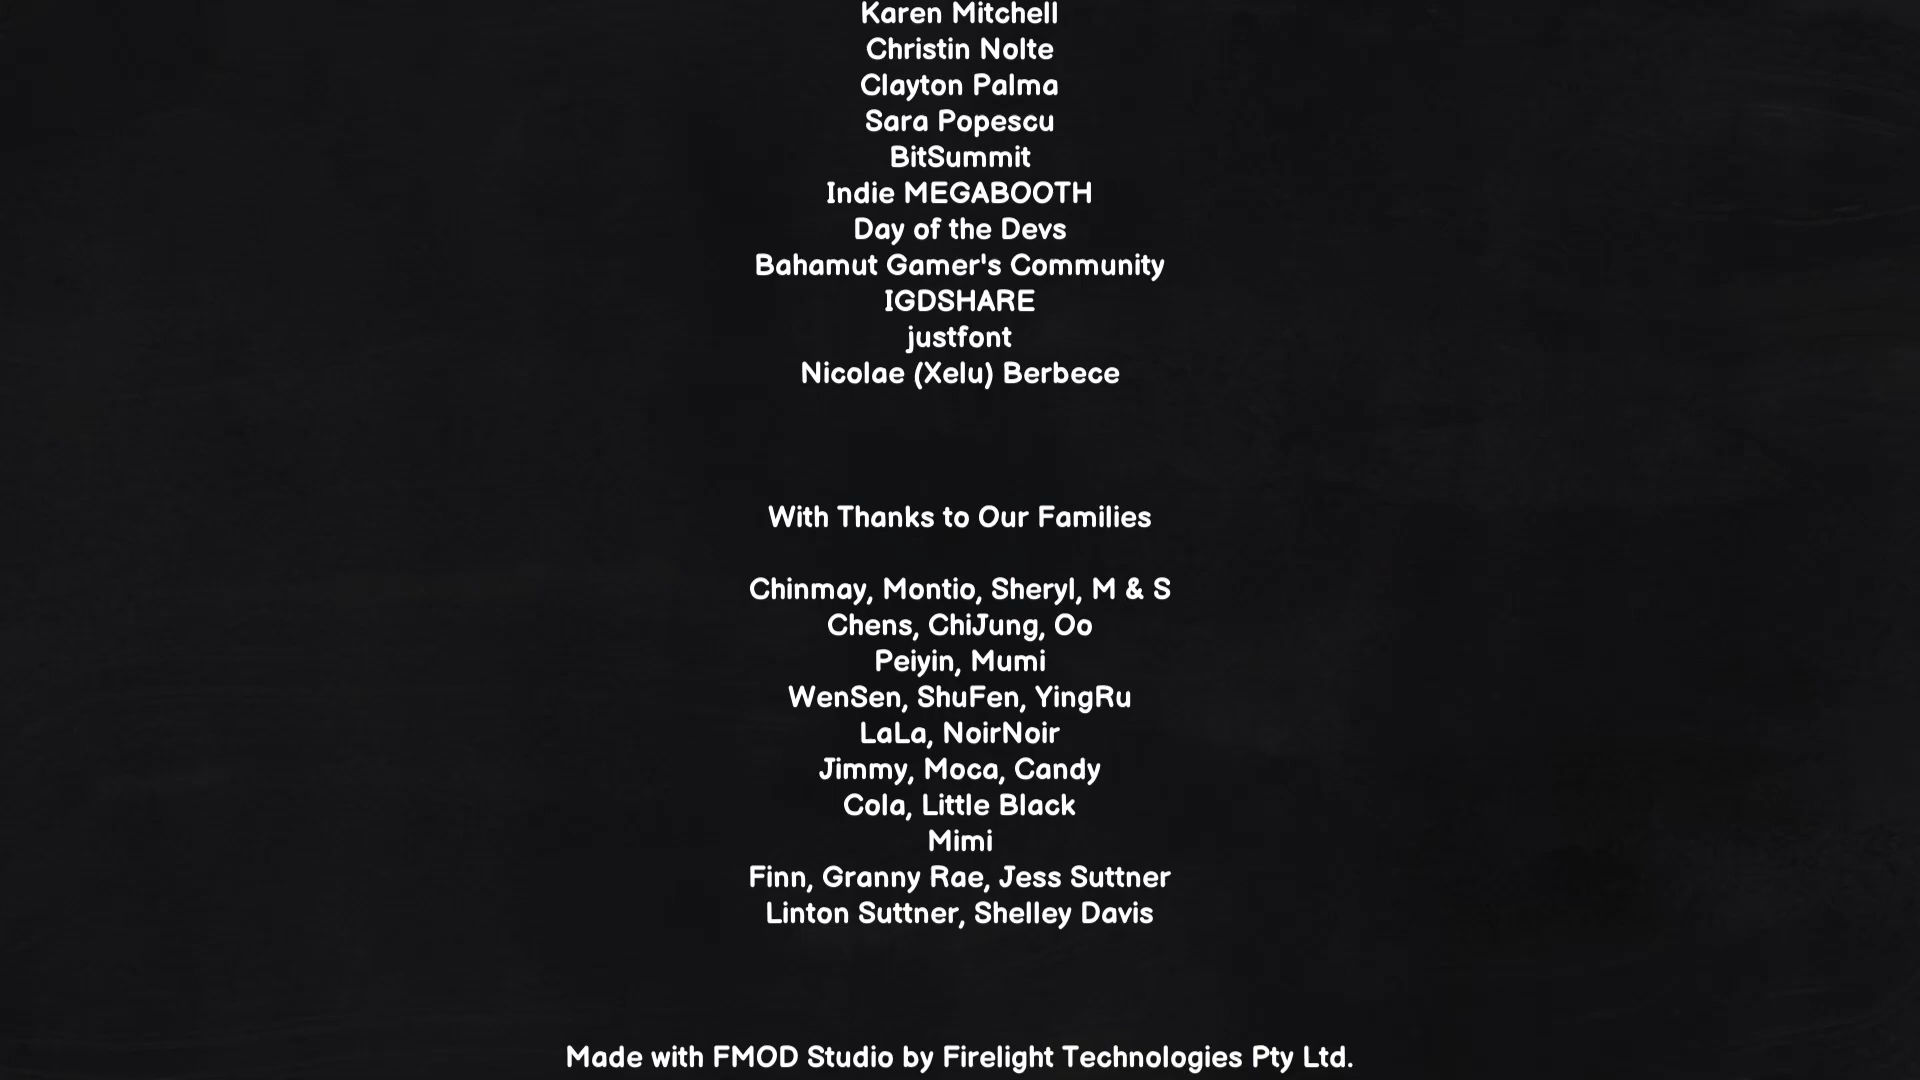 Karen Mitchell
Christin Nolte
Clayton Palma
Sara Popescu
BitSummit
Indie MEGABOOTH
Day of the Devs
Bahamut Gamer's Community
IGDSHARE
justfont
Nicolae (Xelu) Berbece
With Thanks to Our Families
Chinmay, Montio, Sheryl, M & S
Chens, ChiJung, Oo
Peiyin, Mumi
WenSen, ShuFen, YingRu
LaLa, NoirNoir
Jimmy, Moca, Candy
Cola, Little Black
Mimi
Finn, Granny Rae, Jess Suttner
Linton Suttner, Shelley Davis
Made with FMOD Studio by Firelight Technologies Pty Ltd.